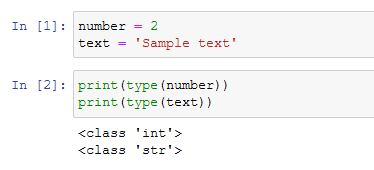 In [1]: number = 2
text = 'Sample text'
In [2]: print(type(number))
print(type(text))
<class 'int'>
<class 'str'>